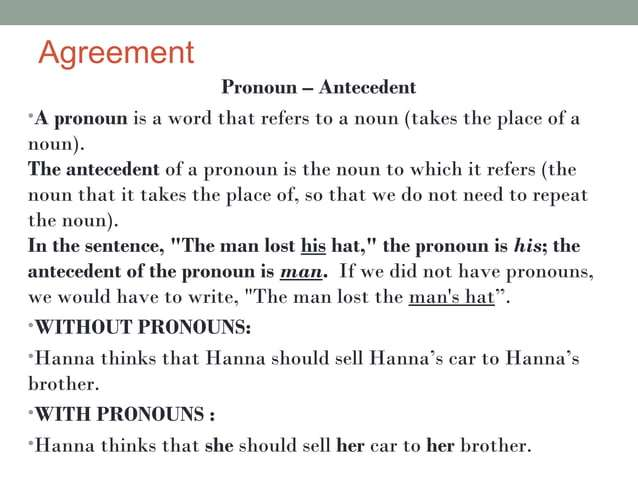 Agreement
Pronoun – Antecedent
•A pronoun is a word that refers to a noun (takes the place of a
noun).
The antecedent of a pronoun is the noun to which it refers (the
noun that it takes the place of, so that we do not need to repeat
the noun).
In the sentence, "The man lost his hat," the pronoun is his; the
antecedent of the pronoun is man.  If we did not have pronouns,
we would have to write, "The man lost the man's hat”.
•WITHOUT PRONOUNS:
•Hanna thinks that Hanna should sell Hanna’s car to Hanna’s
brother.
•WITH PRONOUNS :
•Hanna thinks that she should sell her car to her brother.